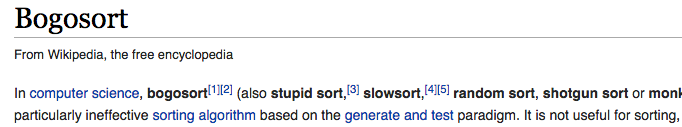 Bogosort
From Wikipedia, the free encyclopedia
In computer science, bogosort[1][2] (also stupid sort,[3] slowsort,[4][5] random sort, shotgun sort or monk
particularly ineffective sorting algorithm based on the generate and test paradigm. It is not useful for sorting,